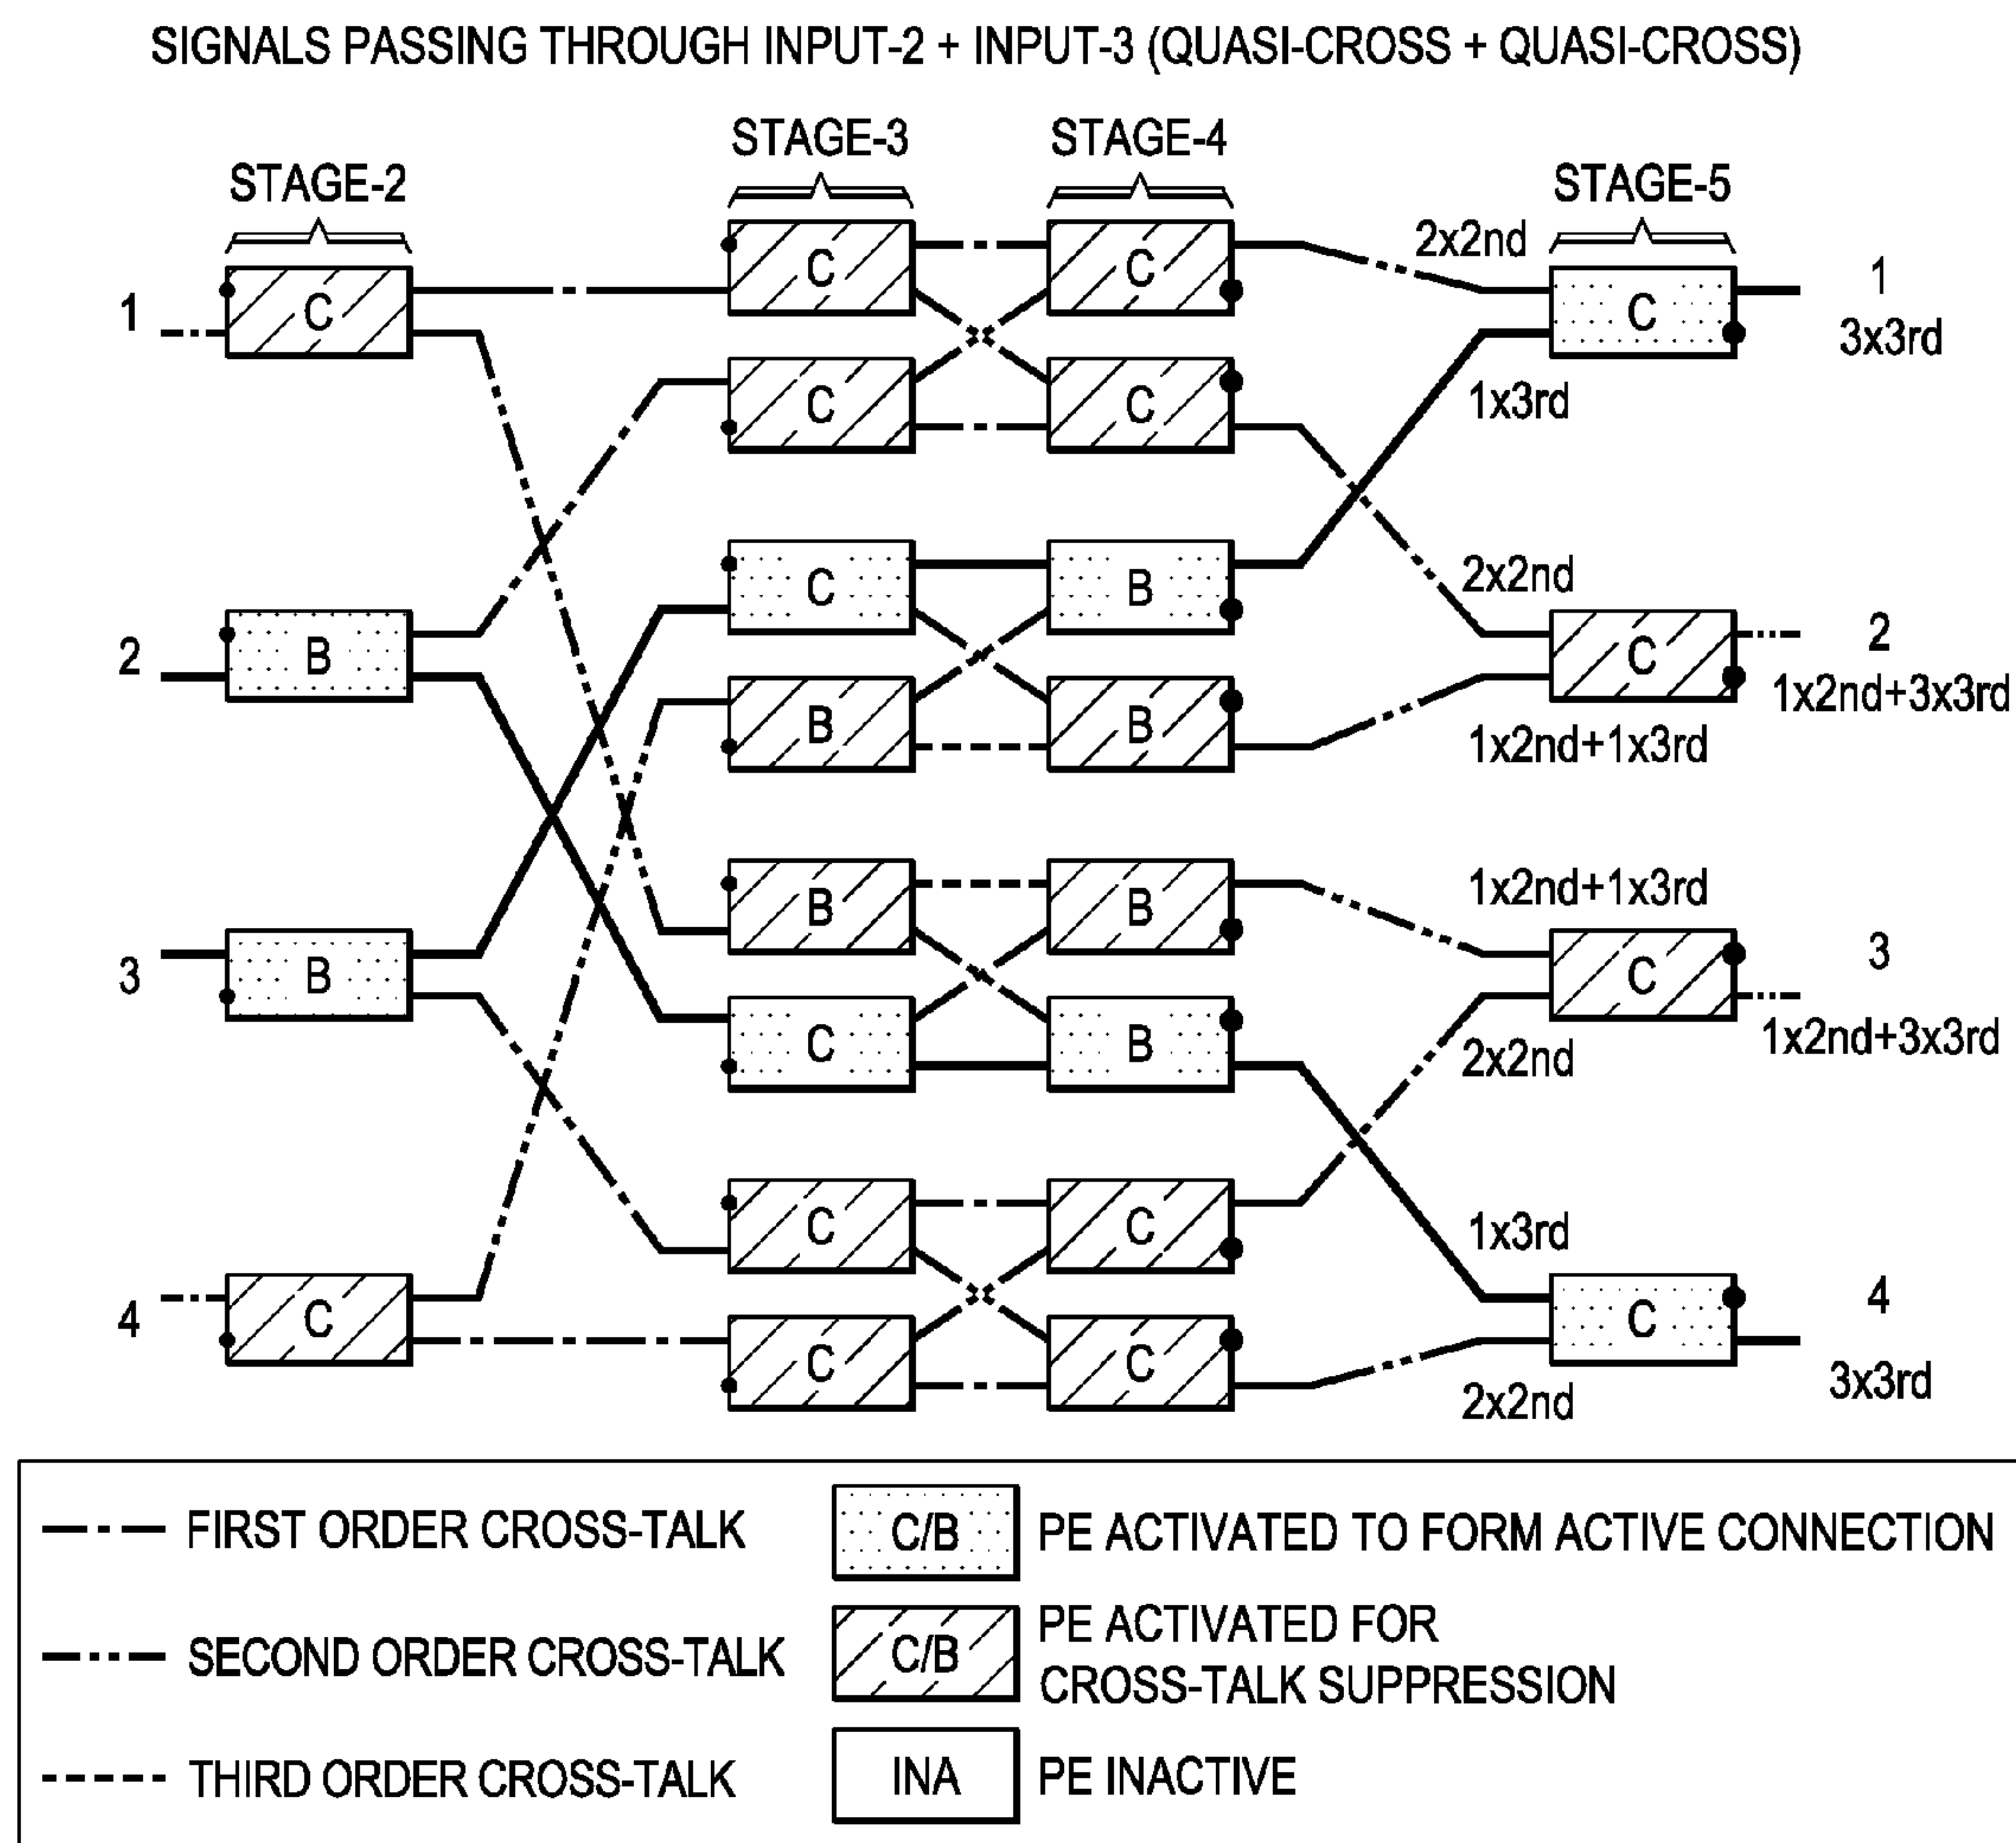 SIGNALS PASSING THROUGH INPUT-2 + INPUT-3 (QUASI-CROSS + QUASI-CROSS)
STAGE-2
STAGE-3
STAGE-4
STAGE-5
1
C
2
B
3
B
4
C
C
C
C
B
B
C
C
C
C
C
B
B
B
B
C
C
2x2nd
1x3rd
2x2nd
1x2nd+1x3rd
1x2nd+1x3rd
2x2nd
1x3rd
2x2nd
C
1
3x3rd
C
2
1x2nd+3x3rd
C
3
1x2nd+3x3rd
C
4
3x3rd
FIRST ORDER CROSS-TALK
SECOND ORDER CROSS-TALK
THIRD ORDER CROSS-TALK
C/B PE ACTIVATED TO FORM ACTIVE CONNECTION
C/B PE ACTIVATED FOR
CROSS-TALK SUPPRESSION
INA PE INACTIVE